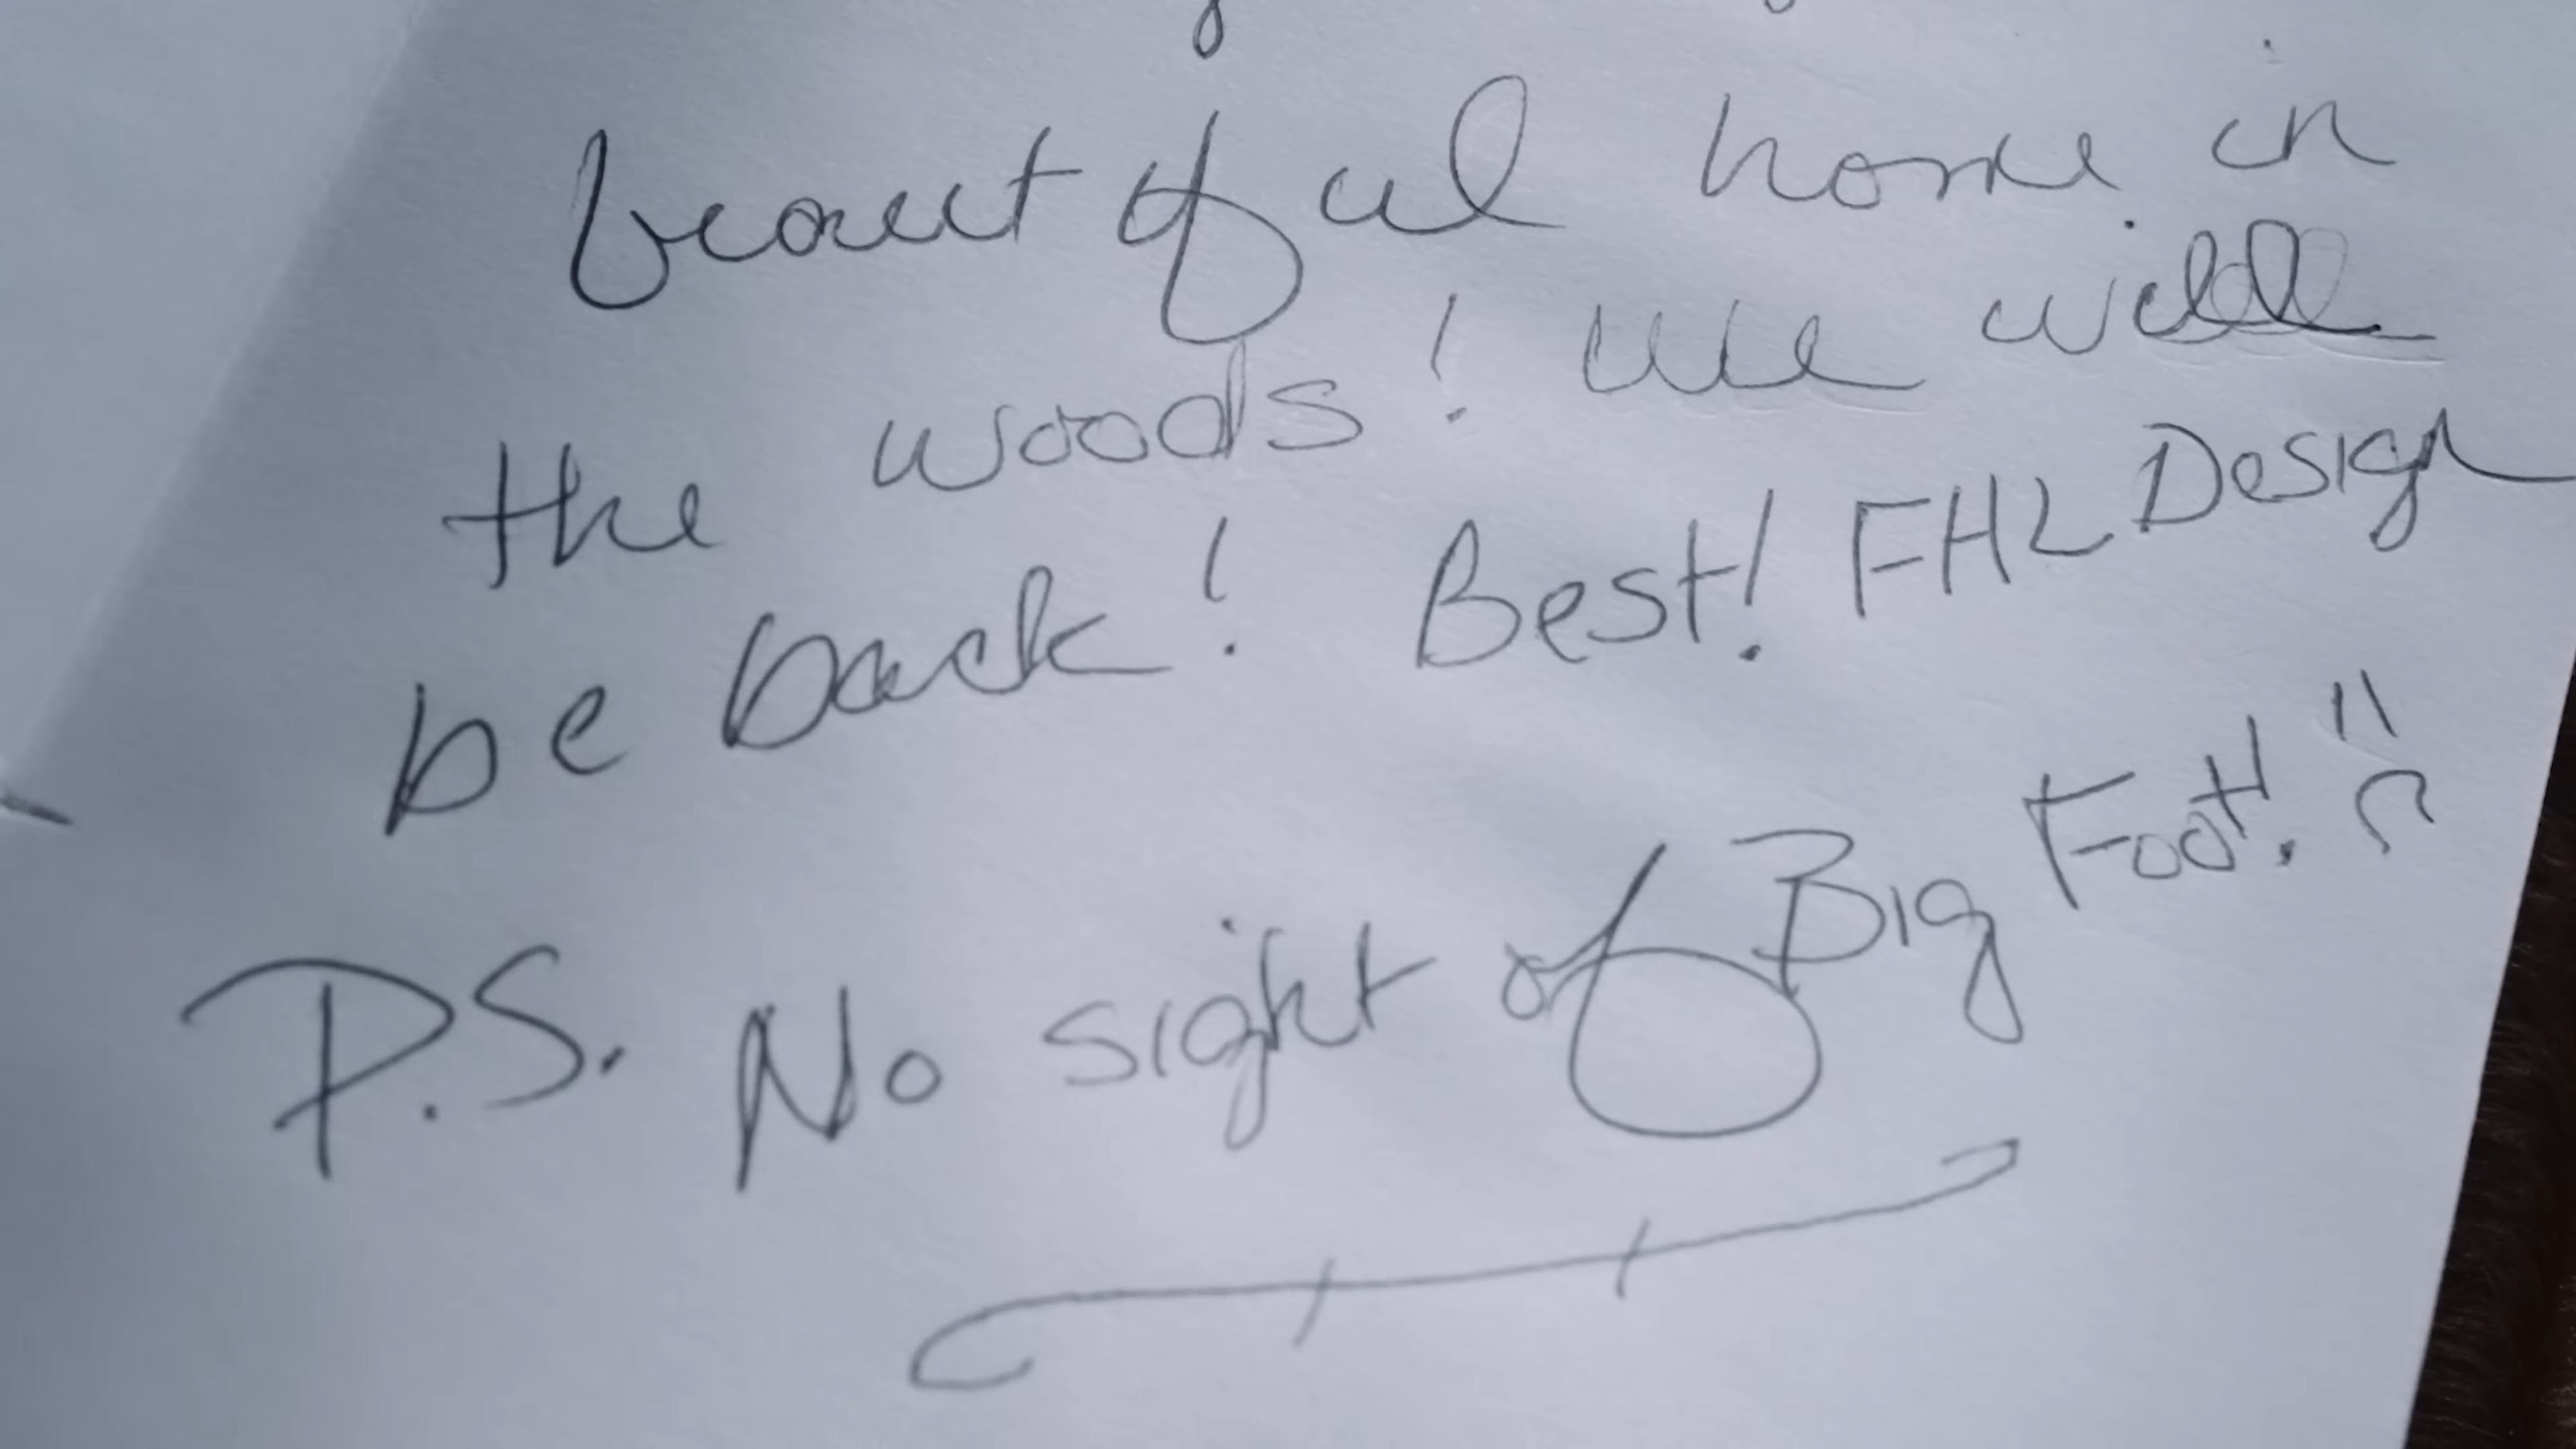 beautiful home in
the woods! We will
be back! Best! FHL Design
P.S. No sight of Big Foot! :(